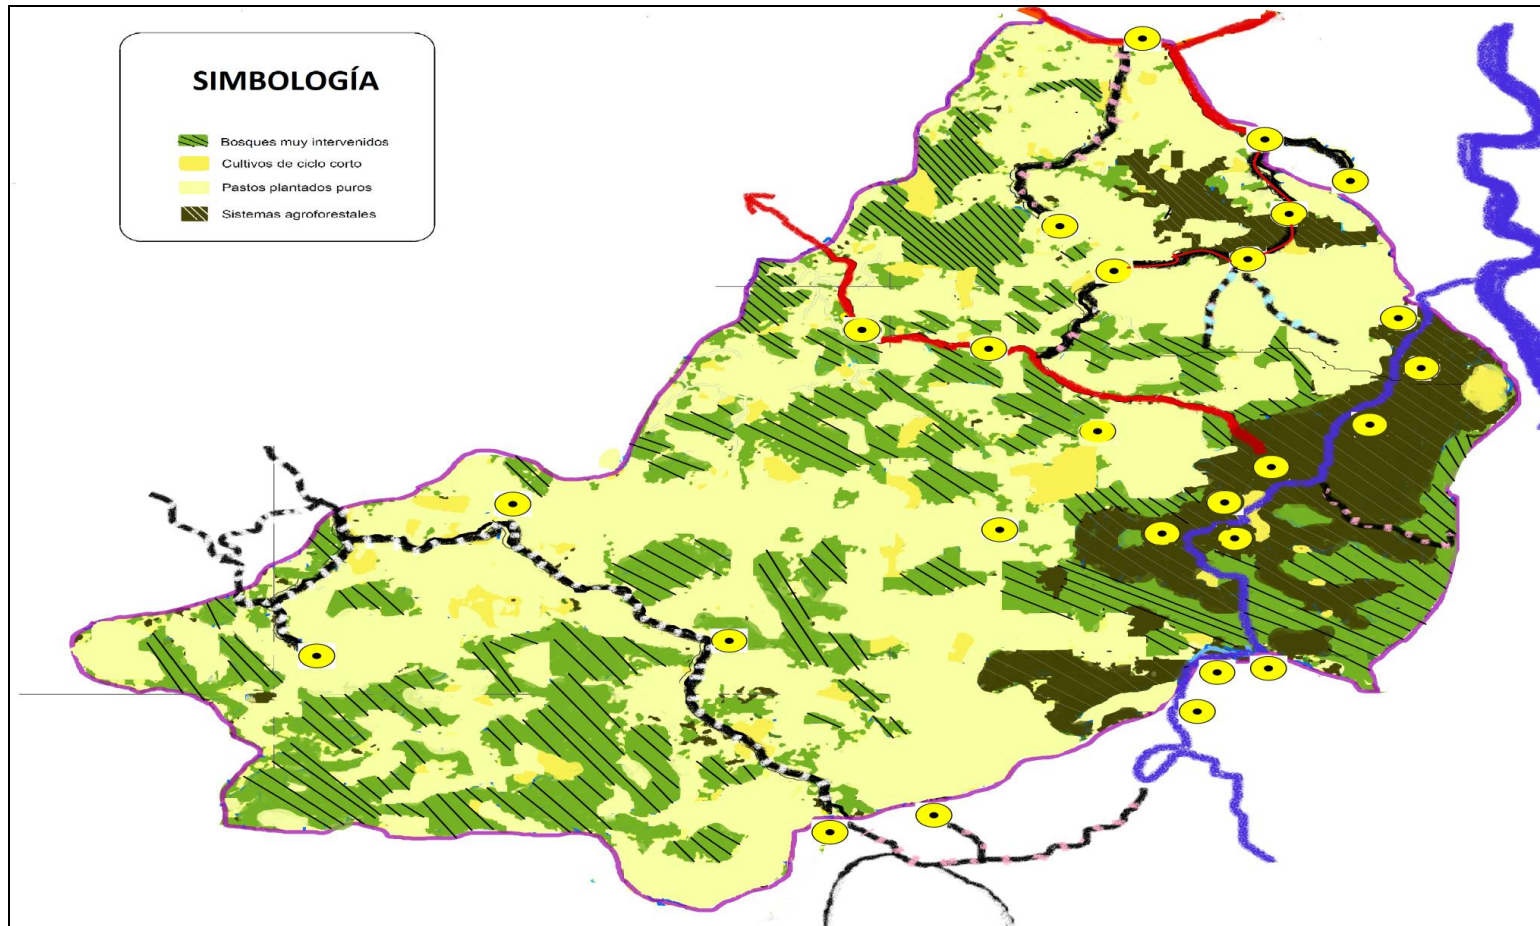 SIMBOLOGÍA
Bosques muy intervenidos
Cultivos de ciclo corto
Pastos plantados puros
Sistemas agroforestales